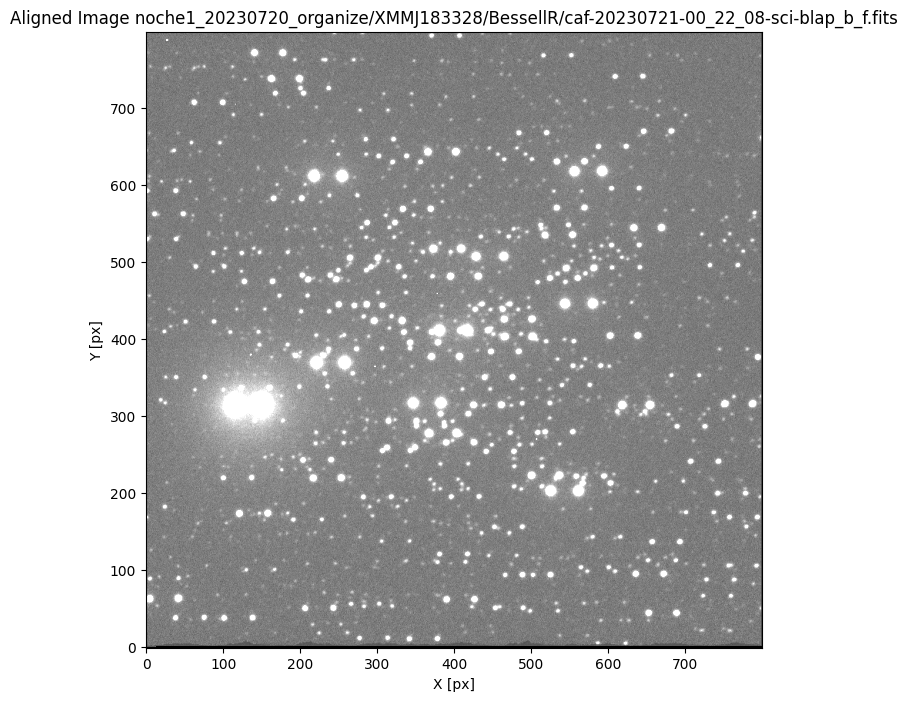 Aligned Image noche1_20230720_organize/XMMJ183328/BessellR/caf-20230721-00_22_08-sci-blap_b_f.fits
700
600
500
400
300
200
100
0
Y [px]
0 100 200 300 400 500 600 700
X [px]